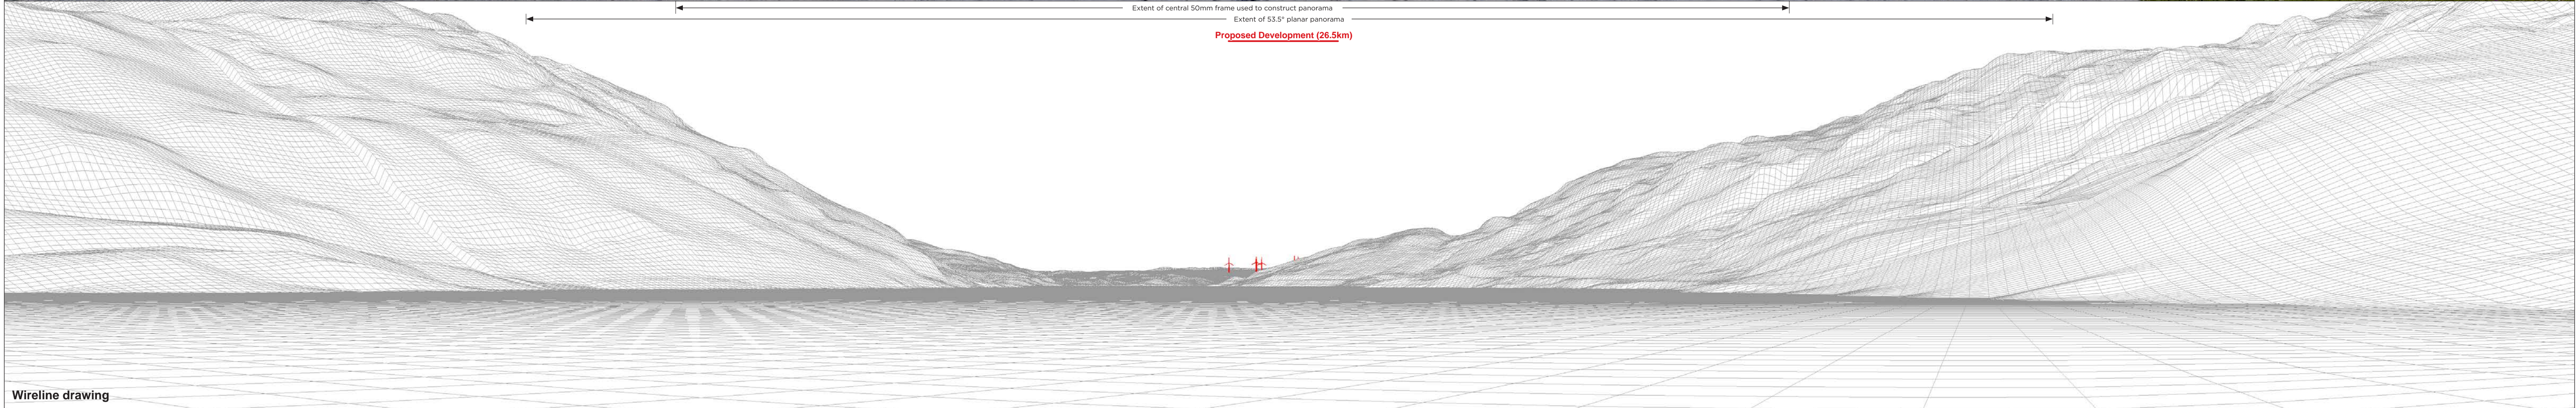 Extent of central 50mm frame used to construct panorama
Extent of 53.5° planar panorama
Proposed Development (26.5km)
Wireline drawing